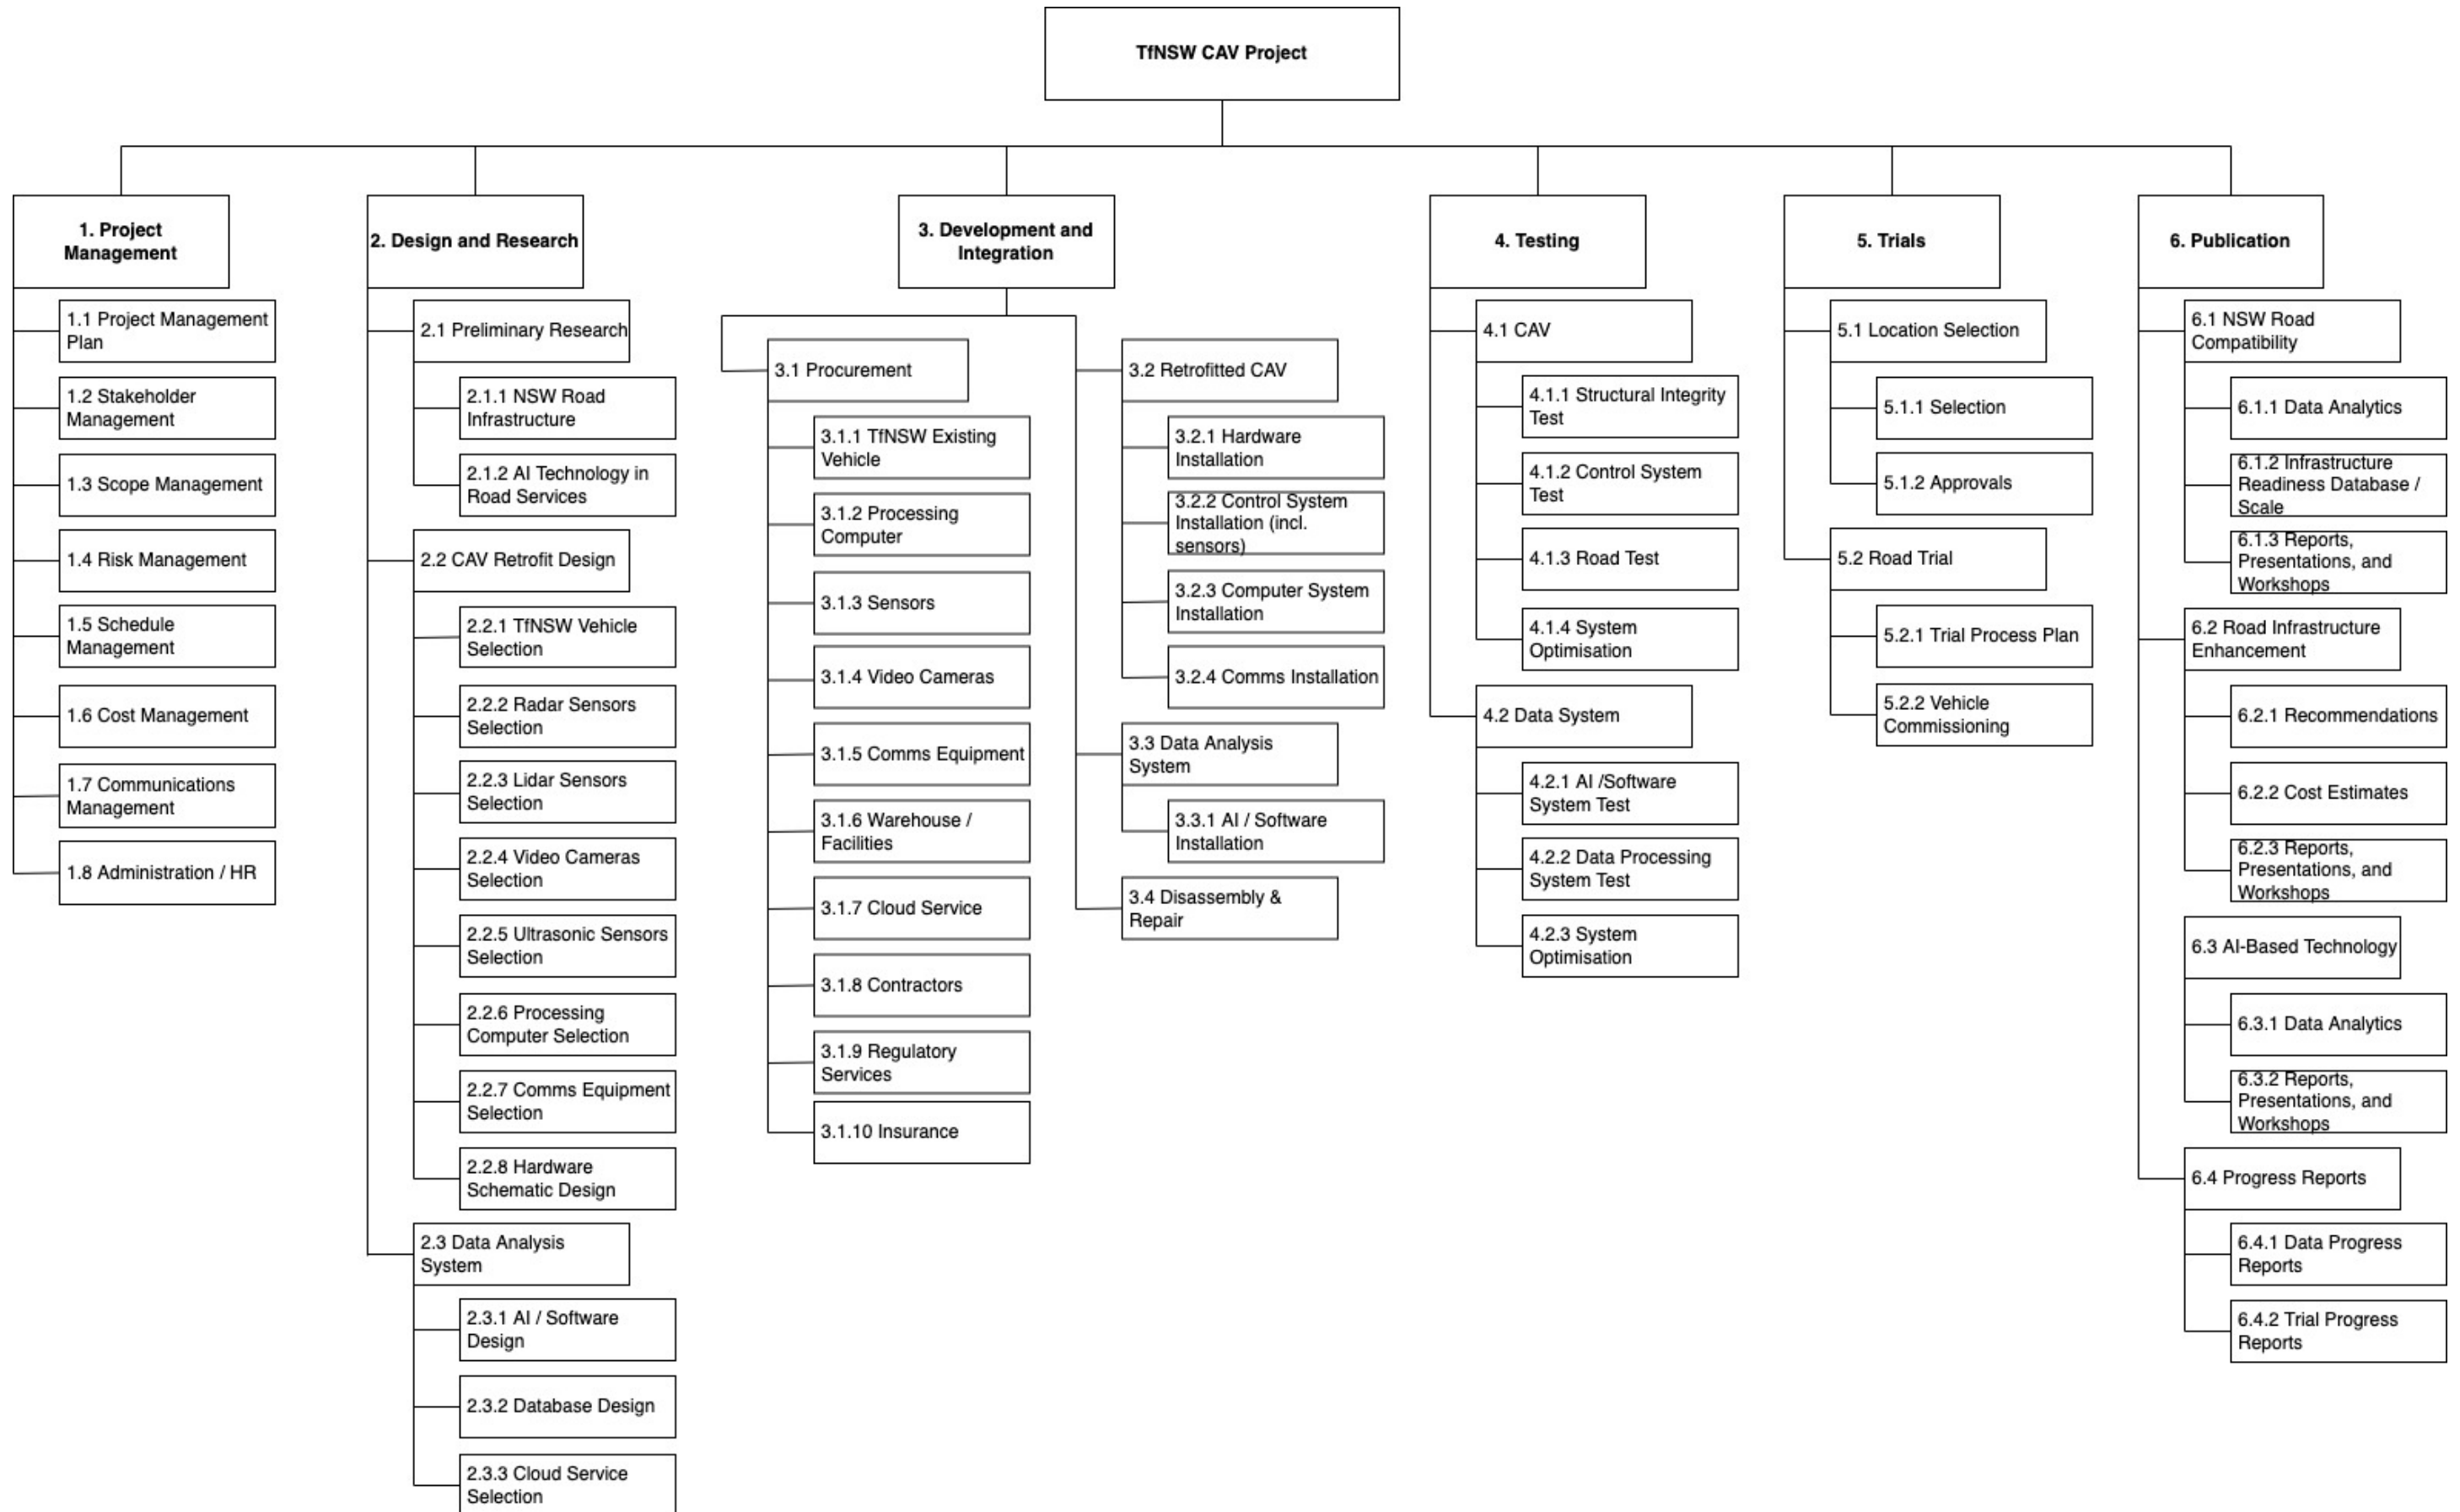 TfNSW CAV Project
1. Project
Management
1.1 Project Management
Plan
1.2 Stakeholder
Management
1.3 Scope Management
1.4 Risk Management
1.5 Schedule
Management
1.6 Cost Management
1.7 Communications
Management
1.8 Administration / HR
2. Design and Research
2.1 Preliminary Research
2.1.1 NSW Road
Infrastructure
2.1.2 AI Technology in
Road Services
2.2 CAV Retrofit Design
2.2.1 TfNSW Vehicle
Selection
2.2.2 Radar Sensors
Selection
2.2.3 Lidar Sensors
Selection
2.2.4 Video Cameras
Selection
2.2.5 Ultrasonic Sensors
Selection
2.2.6 Processing
Computer Selection
2.2.7 Comms Equipment
Selection
2.2.8 Hardware
Schematic Design
2.3 Data Analysis
System
2.3.1 AI / Software
Design
2.3.2 Database Design
2.3.3 Cloud Service
Selection
3. Development and
Integration
3.1 Procurement
3.1.1 TfNSW Existing
Vehicle
3.1.2 Processing
Computer
3.1.3 Sensors
3.1.4 Video Cameras
3.1.5 Comms Equipment
3.1.6 Warehouse /
Facilities
3.1.7 Cloud Service
3.1.8 Contractors
3.1.9 Regulatory
Services
3.1.10 Insurance
3.2 Retrofitted CAV
3.2.1 Hardware
Installation
3.2.2 Control System
Installation (incl.
sensors)
3.2.3 Computer System
Installation
3.2.4 Comms Installation
3.3 Data Analysis
System
3.3.1 AI / Software
Installation
3.4 Disassembly &
Repair
4. Testing
4.1 CAV
4.1.1 Structural Integrity
Test
4.1.2 Control System
Test
4.1.3 Road Test
4.1.4 System
Optimisation
4.2 Data System
4.2.1 AI /Software
System Test
4.2.2 Data Processing
System Test
4.2.3 System
Optimisation
5. Trials
5.1 Location Selection
5.1.1 Selection
5.1.2 Approvals
5.2 Road Trial
5.2.1 Trial Process Plan
5.2.2 Vehicle
Commissioning
6. Publication
6.1 NSW Road
Compatibility
6.1.1 Data Analytics
6.1.2 Infrastructure
Readiness Database /
Scale
6.1.3 Reports,
Presentations, and
Workshops
6.2 Road Infrastructure
Enhancement
6.2.1 Recommendations
6.2.2 Cost Estimates
6.2.3 Reports,
Presentations, and
Workshops
6.3 AI-Based Technology
6.3.1 Data Analytics
6.3.2 Reports,
Presentations, and
Workshops
6.4 Progress Reports
6.4.1 Data Progress
Reports
6.4.2 Trial Progress
Reports